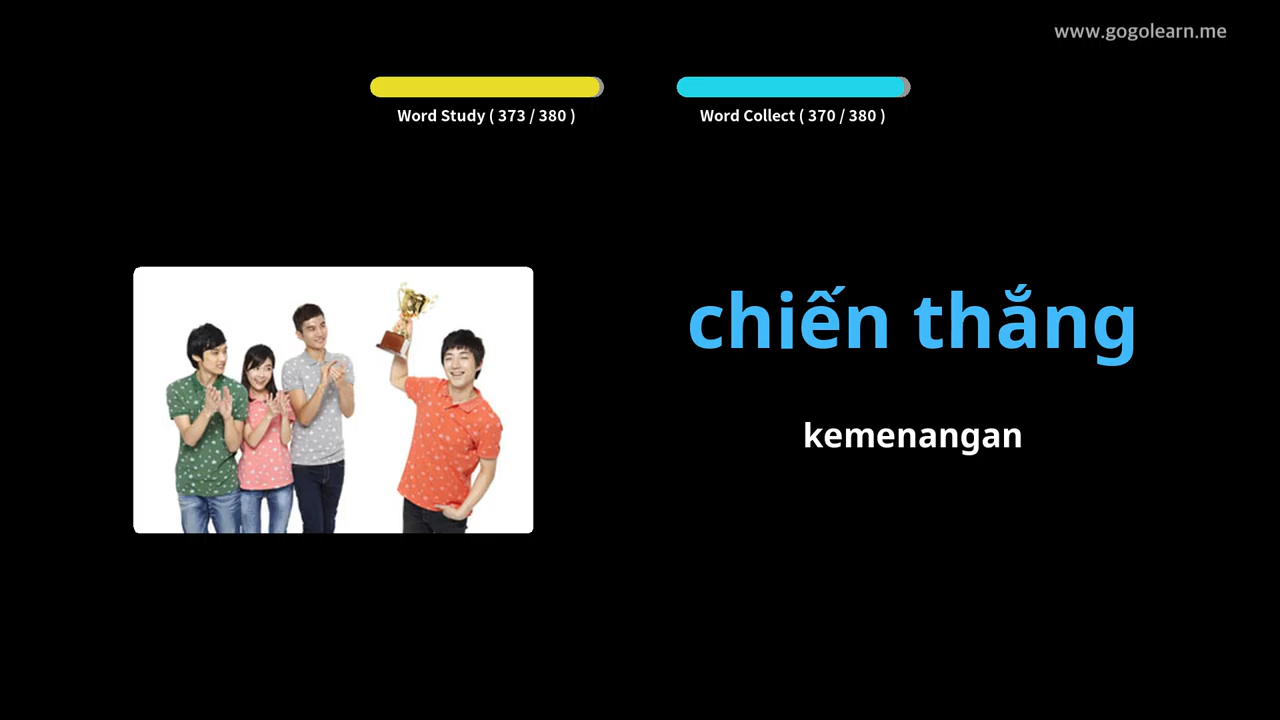 www.gogolearn.me
Word Study ( 373 / 380 )
Word Collect ( 370 / 380 )
chiến thắng
kemenangan